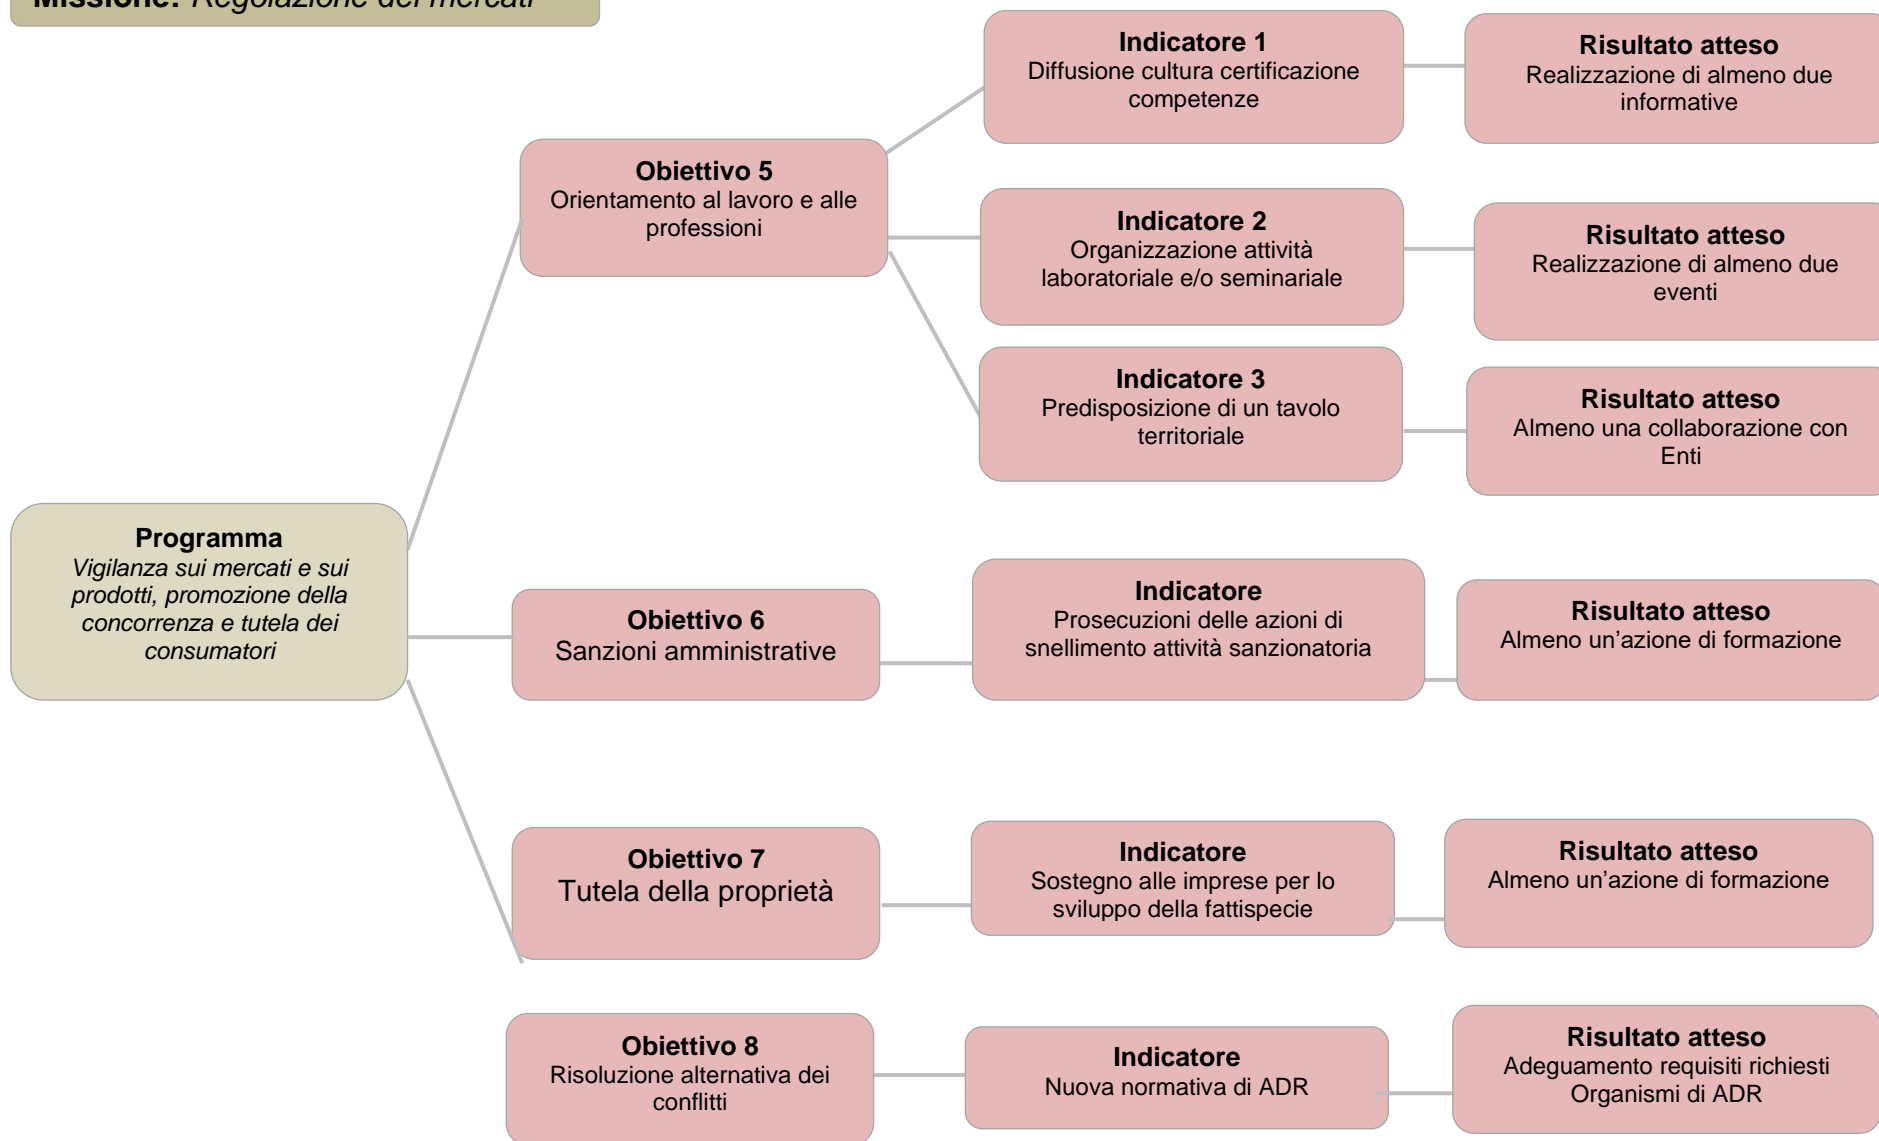 Missione: Regolazione dei mercati
Indicatore 1
Diffusione cultura certificazione
competenze
Risultato atteso
Realizzazione di almeno due
informative
Obiettivo 5
Orientamento al lavoro e alle
professioni
Indicatore 2
Organizzazione attività
laboratoriale e/o seminariale
Risultato atteso
Realizzazione di almeno due
eventi
Indicatore 3
Predisposizione di un tavolo
territoriale
Risultato atteso
Almeno una collaborazione con
Enti
Programma
Vigilanza sui mercati e sui
prodotti, promozione della
concorrenza e tutela dei
consumatori
Obiettivo 6
Sanzioni amministrative
Indicatore
Prosecuzioni delle azioni di
snellimento attività sanzionatoria
Risultato atteso
Almeno un’azione di formazione
Obiettivo 7
Tutela della proprietà
Indicatore
Sostegno alle imprese per lo
sviluppo della fattispecie
Risultato atteso
Almeno un’azione di formazione
Obiettivo 8
Risoluzione alternativa dei
conflitti
Indicatore
Nuova normativa di ADR
Risultato atteso
Adeguamento requisiti richiesti
Organismi di ADR